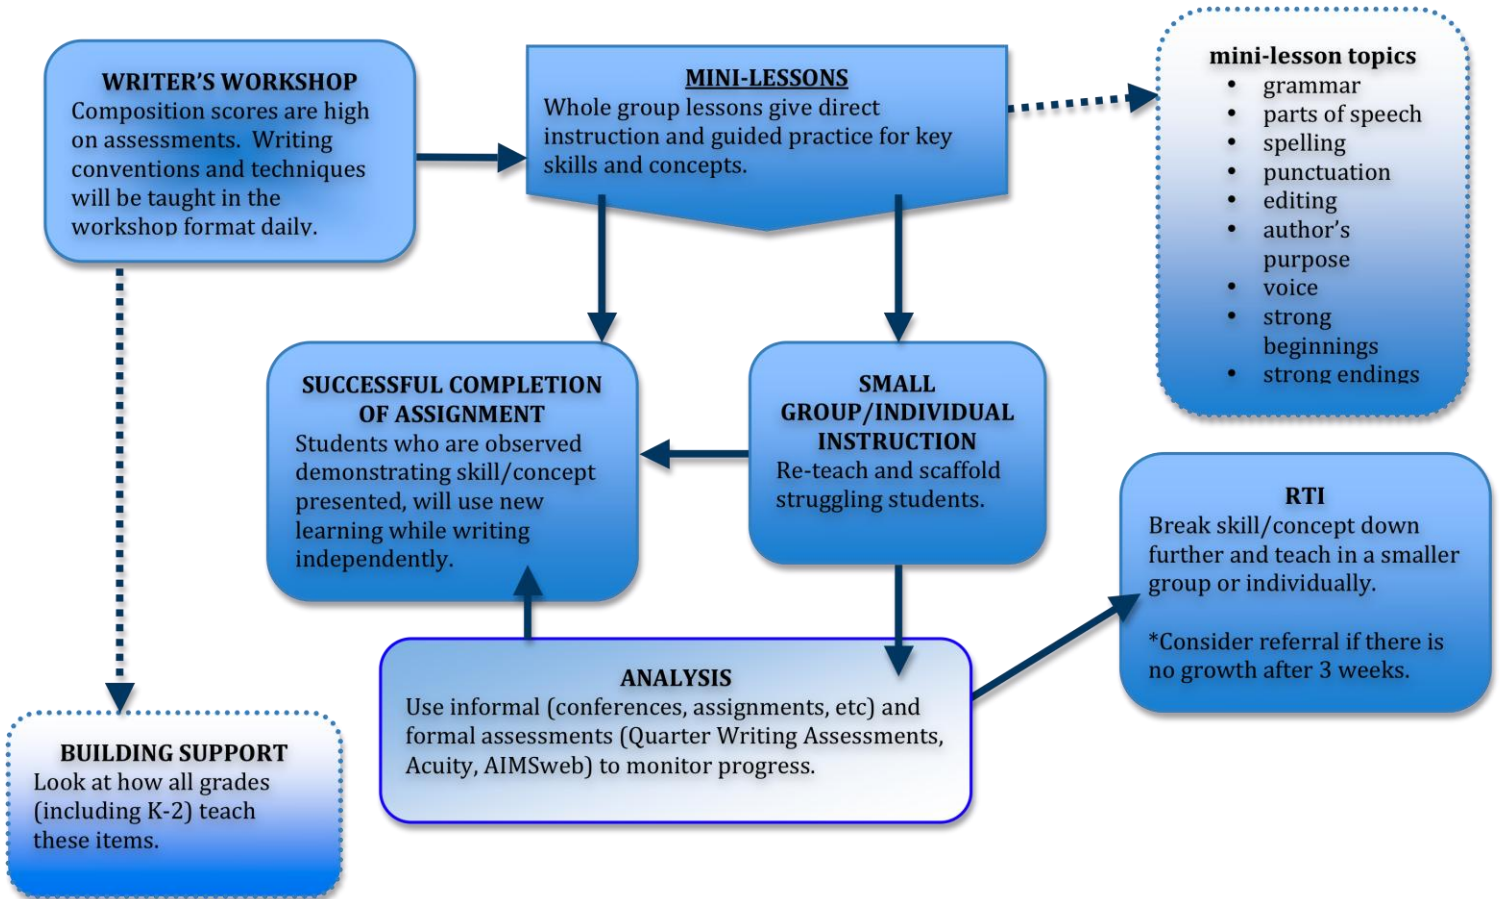 WRITER'S WORKSHOP
Composition scores are high
on assessments.  Writing
conventions and techniques
will be taught in the
workshop format daily.
MINI-LESSONS
Whole group lessons give direct
instruction and guided practice for key
skills and concepts.
mini-lesson topics
• grammar
• parts of speech
• spelling
• punctuation
• editing
• author's
purpose
• voice
• strong
beginnings
• strong endings
SUCCESSFUL COMPLETION
OF ASSIGNMENT
Students who are observed
demonstrating skill/concept
presented, will use new
learning while writing
independently.
SMALL
GROUP/INDIVIDUAL
INSTRUCTION
Re-teach and scaffold
struggling students.
RTI
Break skill/concept down
further and teach in a smaller
group or individually.
*Consider referral if there is
no growth after 3 weeks.
ANALYSIS
Use informal (conferences, assignments, etc) and
formal assessments (Quarter Writing Assessments,
Acuity, AIMSweb) to monitor progress.
BUILDING SUPPORT
Look at how all grades
(including K-2) teach
these items.